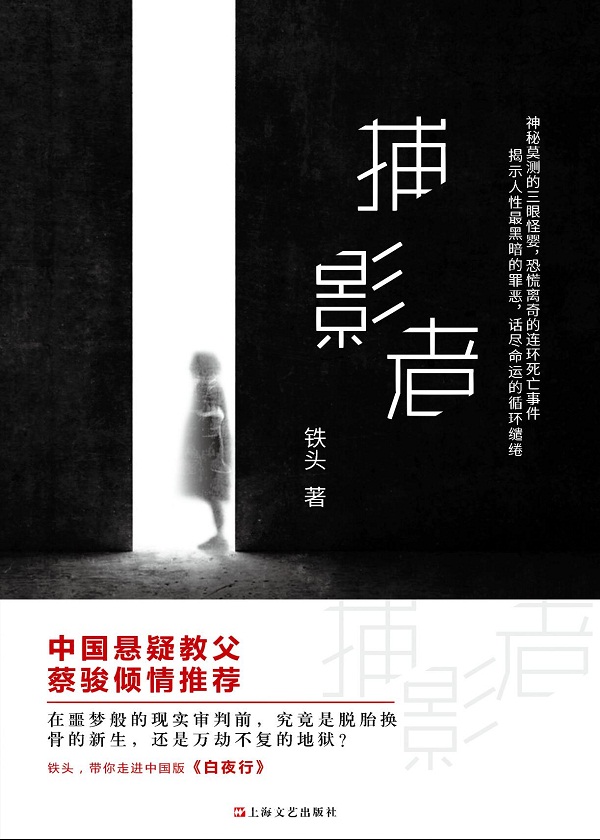 捕影者
神秘莫测的三眼怪婴，恐慌离奇的连环死亡事件
揭示人性最黑暗的罪恶，话尽命运的循环缱绻
铁头 著
捕影者
中国悬疑教父
蔡骏倾情推荐
在噩梦般的现实审判前，究竟是脱胎换
骨的新生，还是万劫不复的地狱？
铁头，带你走进中国版《白夜行》
上海文艺出版社